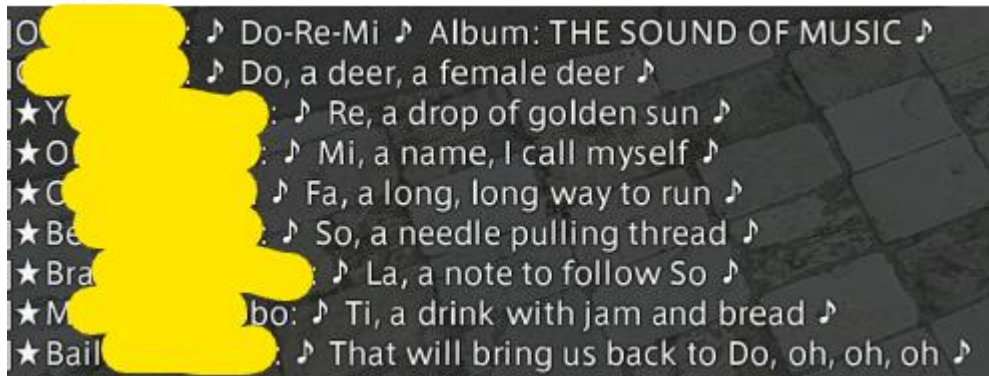 O : ♪ Do-Re-Mi ♪ Album: THE SOUND OF MUSIC ♪
: ♪ Do, a deer, a female deer ♪
★Y : ♪ Re, a drop of golden sun ♪
★O : ♪ Mi, a name, I call myself ♪
★ ♪ Fa, a long, long way to run ♪
★Be : ♪ So, a needle pulling thread ♪
★Bra : ♪ La, a note to follow So ♪
★M bo: ♪ Ti, a drink with jam and bread ♪
★Bail : ♪ That will bring us back to Do, oh, oh, oh ♪